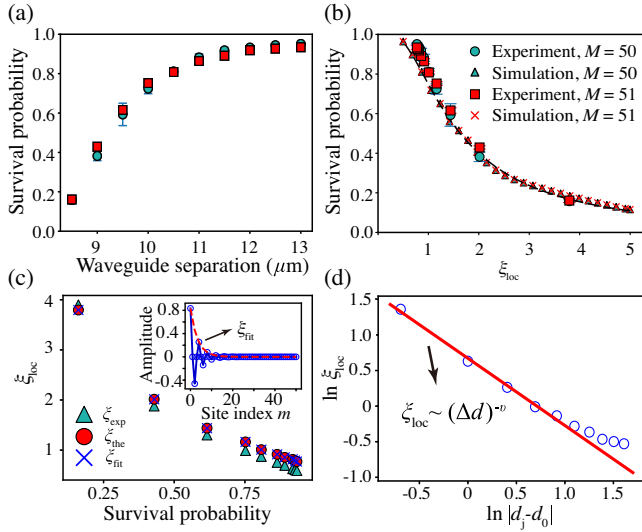 (a)
Survival probability
1.0
0.8
0.6
0.4
0.2
0.0
9
10
11
12
13
Waveguide separation (μm)
(b)
Survival probability
1.0
0.8
0.6
0.4
0.2
0.0
Experiment, M = 50
Simulation, M = 50
Experiment, M = 51
Simulation, M = 51
1
2
3
4
5
ξloc
(c)
ξloc
4
3
2
1
ξexp
ξthe
ξfit
0.25
0.50
0.75
Survival probability
Amplitude
0.8
0.4
0
-0.4
ξfit
0
50
Site index m
(d)
ln ξloc
1.5
1.0
0.5
0.0
-0.5
-1.0
ξloc~ (Δd)^-υ
-0.5
0.0
0.5
1.0
1.5
ln |dj-d0|